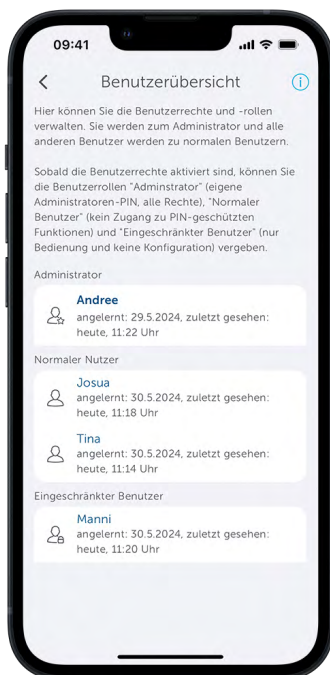 09:41
Benutzerübersicht
Hier können Sie die Benutzerrechte und -rollen
verwalten. Sie werden zum Administrator und alle
anderen Benutzer werden zu normalen Benutzern.
Sobald die Benutzerrechte aktiviert sind, können Sie
die Benutzerrollen "Adminstrator" (eigene
Administratoren-PIN, alle Rechte), "Normaler
Benutzer" (kein Zugang zu PIN-geschützten
Funktionen) und "Eingeschränkter Benutzer" (nur
Bedienung und keine Konfiguration) vergeben.
Administrator
Andree
angelernt: 29.5.2024, zuletzt gesehen:
heute, 11:22 Uhr
Normaler Nutzer
Josua
angelernt: 30.5.2024, zuletzt gesehen:
heute, 11:18 Uhr
Tina
angelernt: 30.5.2024, zuletzt gesehen:
heute, 11:14 Uhr
Eingeschränkter Benutzer
Manni
angelernt: 30.5.2024, zuletzt gesehen:
heute, 11:20 Uhr